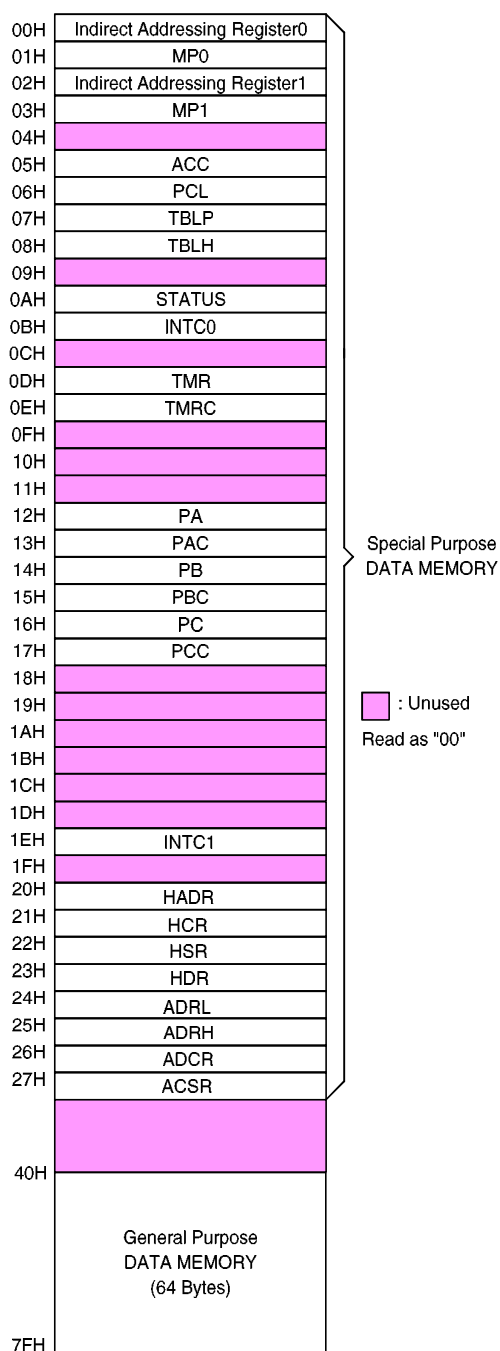 00H Indirect Addressing Register0
01H MP0
02H Indirect Addressing Register1
03H MP1
04H
05H ACC
06H PCL
07H TBLP
08H TBLH
09H
0AH STATUS
0BH INTC0
0CH
0DH TMR
0EH TMRC
0FH
10H
11H
12H PA
13H PAC
14H PB
15H PBC
16H PC
17H PCC
18H
19H
1AH
1BH
1CH
1DH
1EH INTC1
1FH
20H HADR
21H HCR
22H HSR
23H HDR
24H ADRL
25H ADRH
26H ADCR
27H ACSR
40H
General Purpose
DATA MEMORY
(64 Bytes)
7FH
Special Purpose
DATA MEMORY
: Unused
Read as "00"